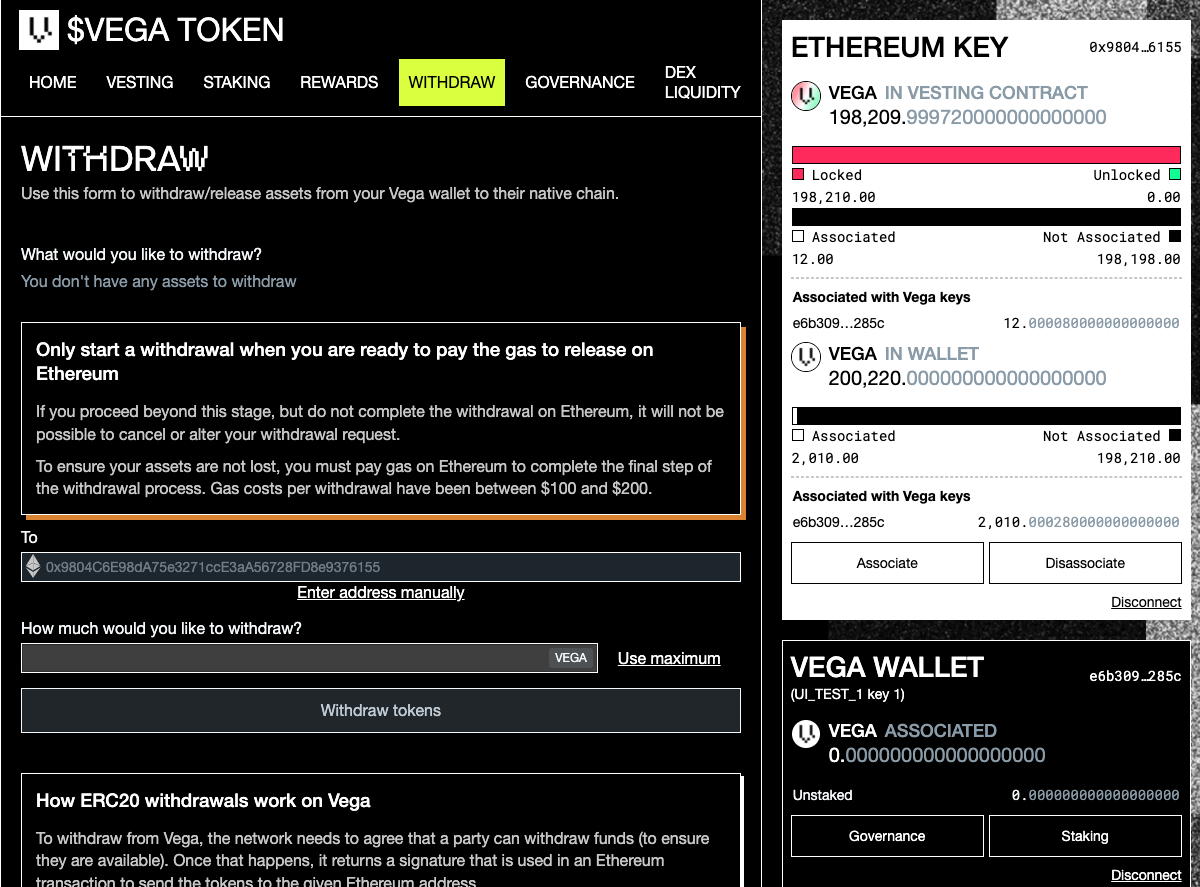 $VEGA TOKEN
HOME VESTING STAKING REWARDS WITHDRAW GOVERNANCE DEX LIQUIDITY
WITHDRAW
Use this form to withdraw/release assets from your Vega wallet to their native chain.
What would you like to withdraw?
You don't have any assets to withdraw
Only start a withdrawal when you are ready to pay the gas to release on
Ethereum
If you proceed beyond this stage, but do not complete the withdrawal on Ethereum, it will not be
possible to cancel or alter your withdrawal request.
To ensure your assets are not lost, you must pay gas on Ethereum to complete the final step of
the withdrawal process. Gas costs per withdrawal have been between $100 and $200.
To
0x9804C6E98dA75e3271ccE3aA56728FD8e9376155
Enter address manually
How much would you like to withdraw?
VEGA Use maximum
Withdraw tokens
How ERC20 withdrawals work on Vega
To withdraw from Vega, the network needs to agree that a party can withdraw funds (to ensure
they are available). Once that happens, it returns a signature that is used in an Ethereum
transaction to send the tokens to the given Ethereum address.
ETHEREUM KEY 0x9804…6155
VEGA IN VESTING CONTRACT
198,209.999720000000000000
Locked Unlocked
198,210.00 0.00
Associated Not Associated
12.00 198,198.00
Associated with Vega keys
e6b309…285c 12.000080000000000000
VEGA IN WALLET
200,220.000000000000000000
Associated Not Associated
2,010.00 198,210.00
Associated with Vega keys
e6b309…285c 2,010.000280000000000000
Associate Disassociate
Disconnect
VEGA WALLET e6b309…285c
(UI_TEST_1 key 1)
VEGA ASSOCIATED
0.000000000000000000
Unstaked 0.000000000000000000
Governance Staking
Disconnect